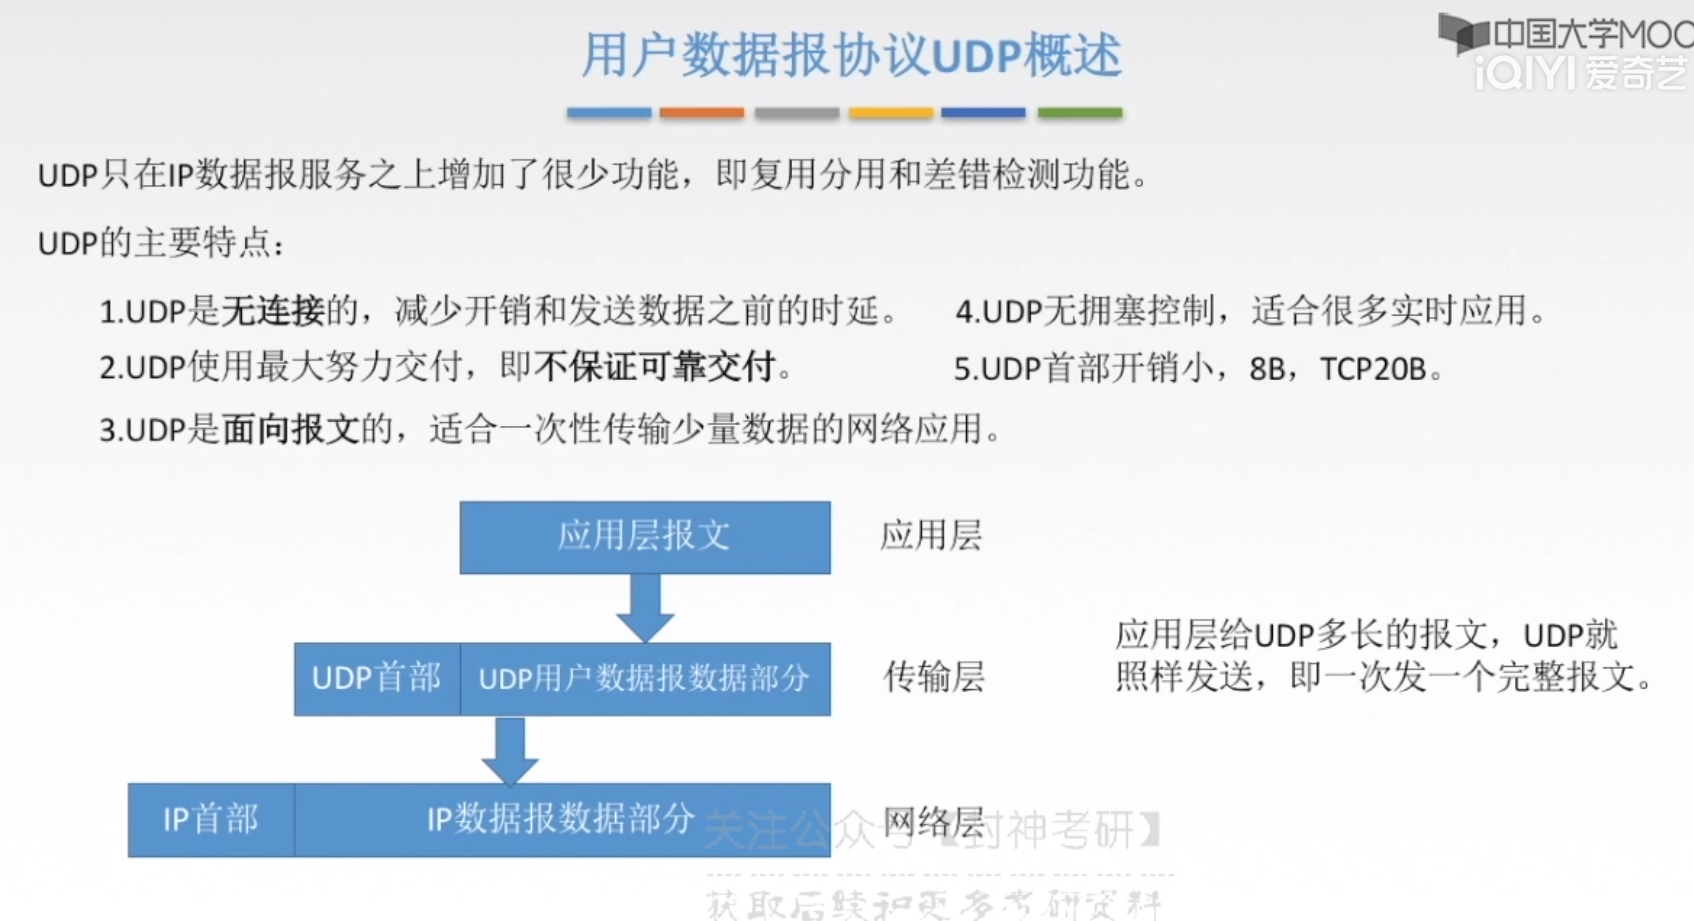 用户数据报协议UDP概述
中国大学MOOC
iQIYI 爱奇艺
UDP只在IP数据报服务之上增加了很少功能，即复用分用和差错检测功能。
UDP的主要特点：
1.UDP是无连接的，减少开销和发送数据之前的时延。
2.UDP使用最大努力交付，即不保证可靠交付。
3.UDP是面向报文的，适合一次性传输少量数据的网络应用。
4.UDP无拥塞控制，适合很多实时应用。
5.UDP首部开销小，8B，TCP20B。
应用层报文 应用层
UDP首部 UDP用户数据报数据部分 传输层
应用层给UDP多长的报文，UDP就
照样发送，即一次发一个完整报文。
IP首部 IP数据报数据部分 网络层
关注公众号【封神考研】
获取后续和更多考研资料